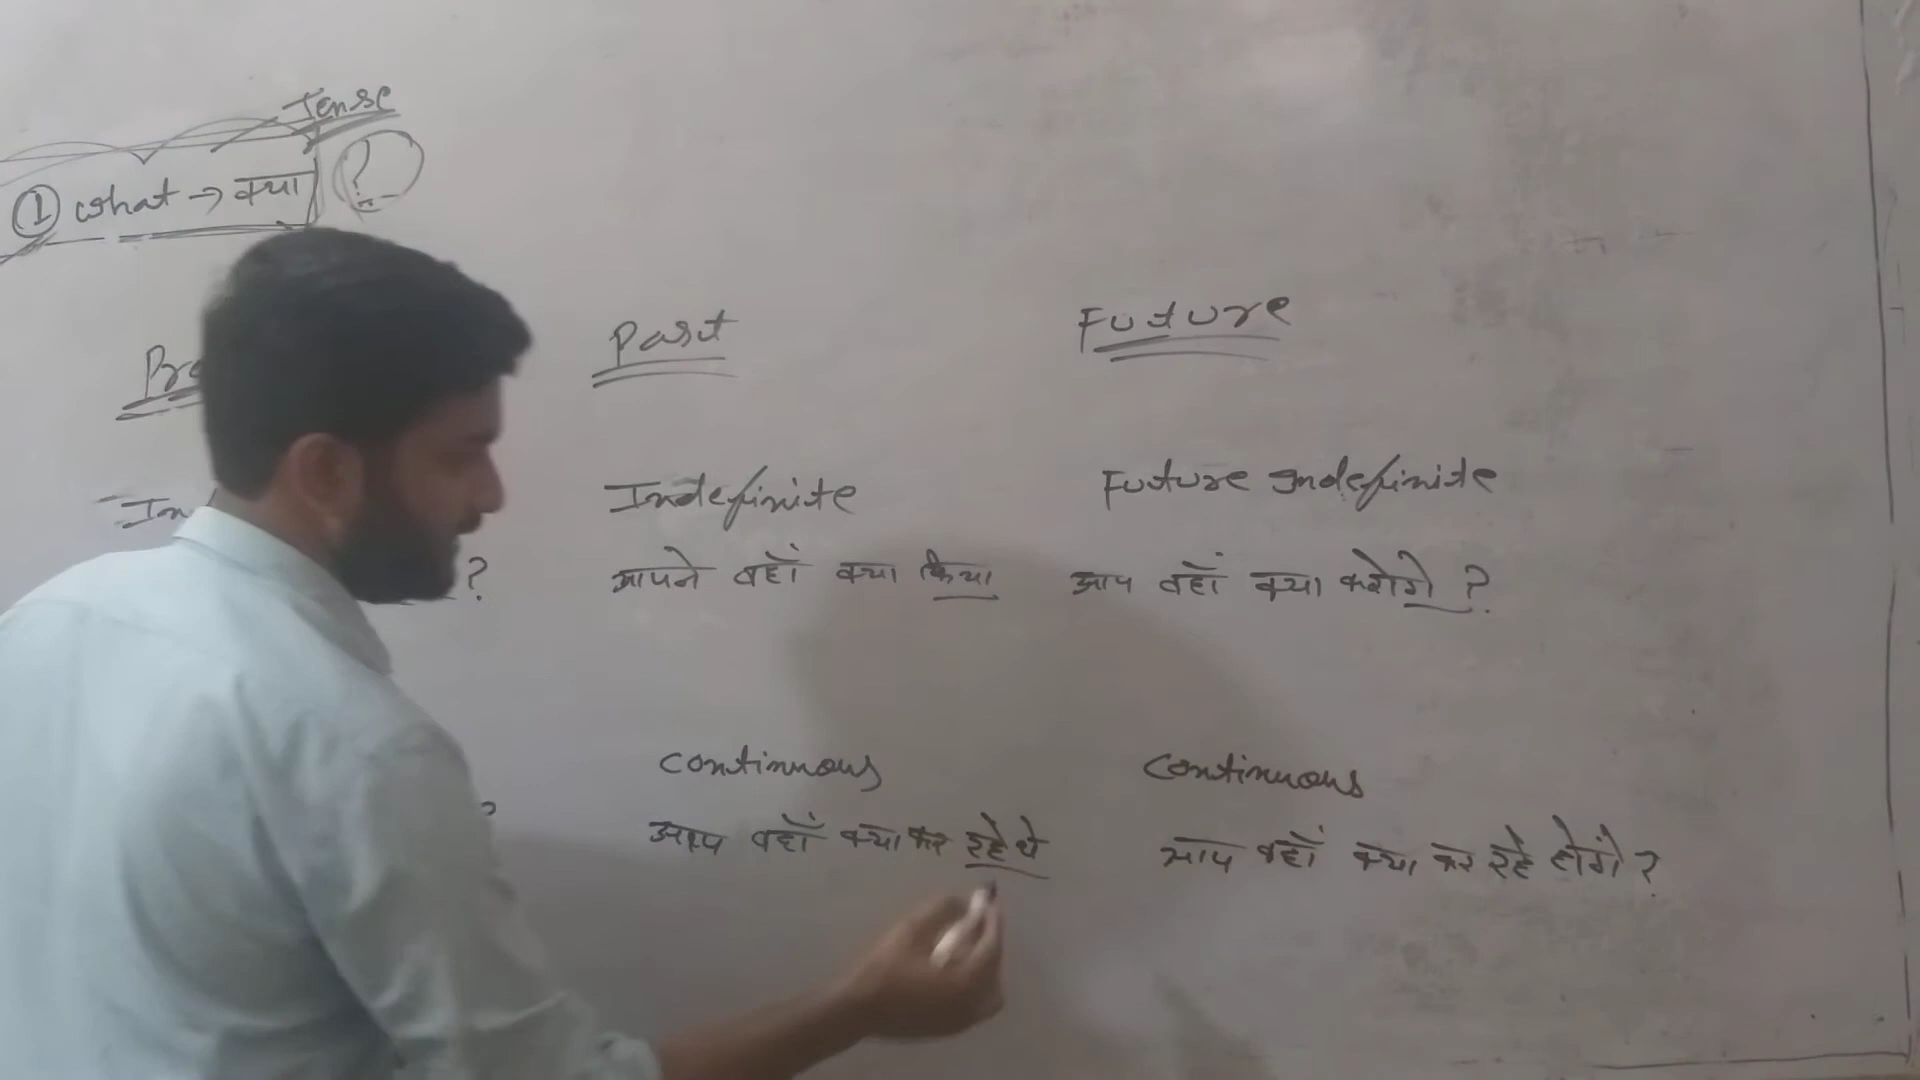 Tense
① what → क्या ?
Past Future
Indefinite Future Indefinite
? आपने वहाँ क्या किया आप वहाँ क्या करोगे ?
continuous continuous
? आप वहाँ क्या कर रहे थे आप वहाँ क्या कर रहे होंगे ?